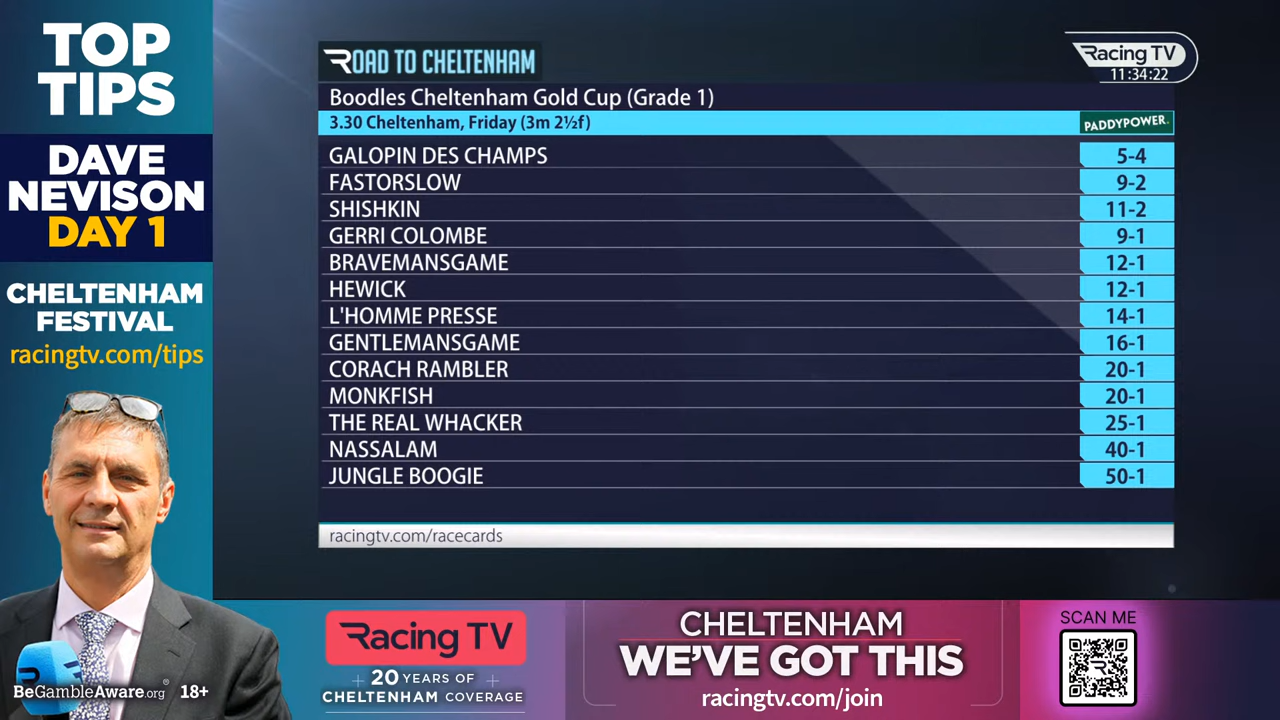 TOP
TIPS
DAVE
NEVISON
DAY 1
CHELTENHAM
FESTIVAL
racingtv.com/tips
BeGambleAware.org® 18+
ROAD TO CHELTENHAM
Racing TV
11:34:22
Boodles Cheltenham Gold Cup (Grade 1)
3.30 Cheltenham, Friday (3m 2½f) PADDYPOWER.
GALOPIN DES CHAMPS 5-4
FASTORSLOW 9-2
SHISHKIN 11-2
GERRI COLOMBE 9-1
BRAVEMANSGAME 12-1
HEWICK 12-1
L'HOMME PRESSE 14-1
GENTLEMANSGAME 16-1
CORACH RAMBLER 20-1
MONKFISH 20-1
THE REAL WHACKER 25-1
NASSALAM 40-1
JUNGLE BOOGIE 50-1
racingtv.com/racecards
Racing TV
20 YEARS OF
CHELTENHAM COVERAGE
CHELTENHAM
WE'VE GOT THIS
racingtv.com/join
SCAN ME